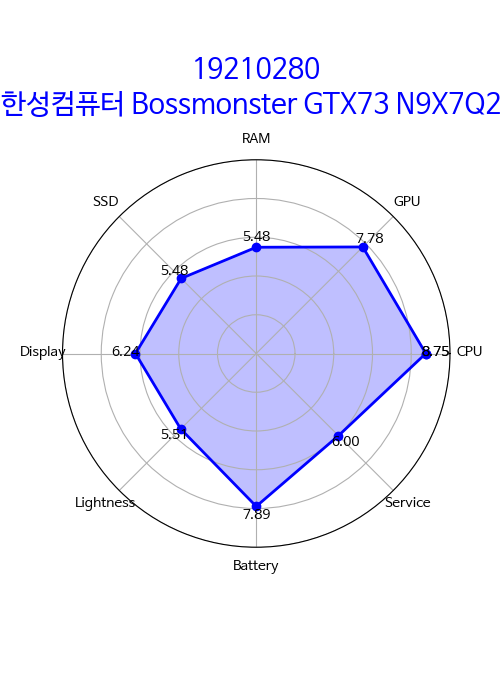 19210280
한성컴퓨터 Bossmonster GTX73 N9X7Q2
RAM
SSD
GPU
5.48
7.78
5.48
Display
6.24
8.75
CPU
5.51
6.00
7.89
Lightness
Service
Battery